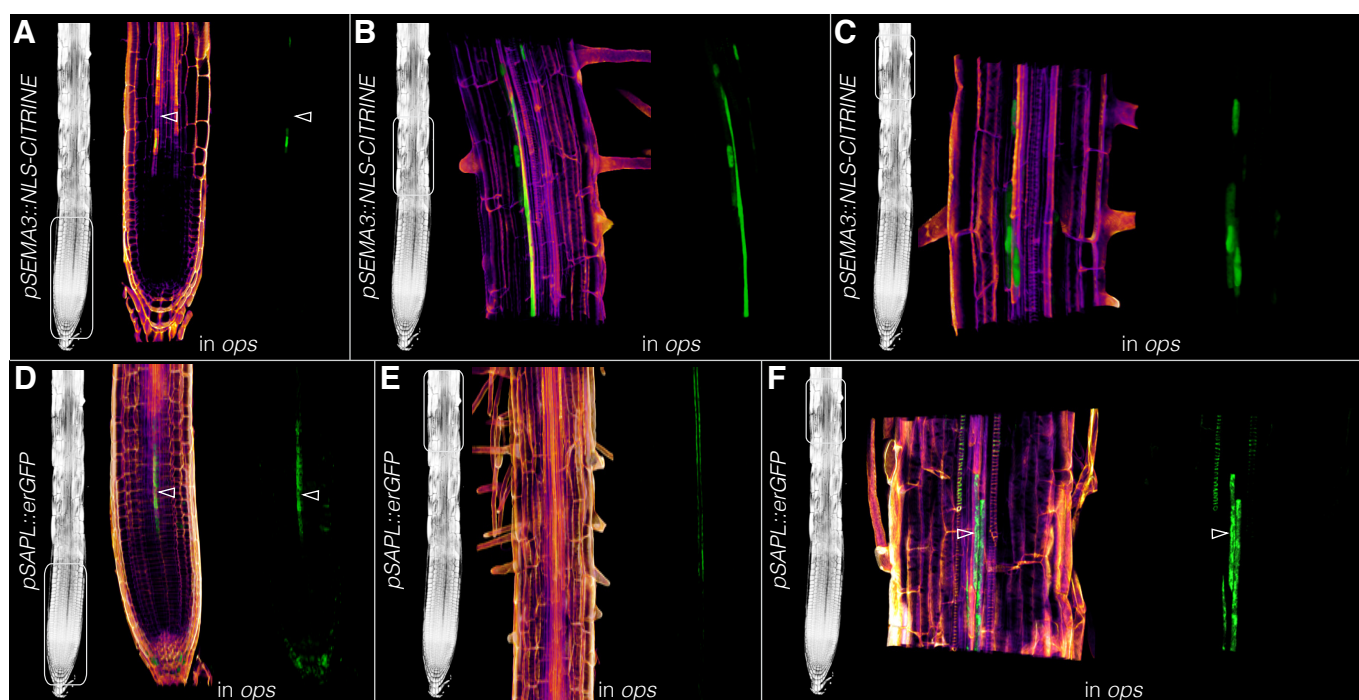 A
B
C
pSEMA3::NLS-CITRINE
pSEMA3::NLS-CITRINE
pSEMA3::NLS-CITRINE
in ops
in ops
in ops
D
E
F
pSAPL::erGFP
pSAPL::erGFP
pSAPL::erGFP
in ops
in ops
in ops